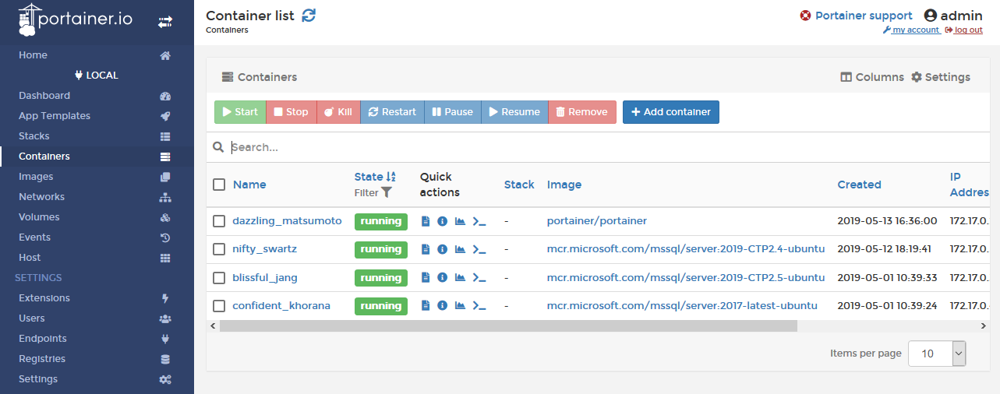 portainer.io
Home
LOCAL
Dashboard
App Templates
Stacks
Containers
Images
Networks
Volumes
Events
Host
SETTINGS
Extensions
Users
Endpoints
Registries
Settings
Container list
Containers
Portainer support admin
my account log out
Containers
Columns Settings
Start Stop Kill Restart Pause Resume Remove Add container
Search...
Name State Filter Quick actions Stack Image Created IP Addres
dazzling_matsumoto running - portainer/portainer 2019-05-13 16:36:00 172.17.0.
nifty_swartz running - mcr.microsoft.com/mssql/server:2019-CTP2.4-ubuntu 2019-05-12 18:19:41 172.17.0.
blissful_jang running - mcr.microsoft.com/mssql/server:2019-CTP2.5-ubuntu 2019-05-01 10:39:33 172.17.0.
confident_khorana running - mcr.microsoft.com/mssql/server:2017-latest-ubuntu 2019-05-01 10:39:24 172.17.0.
Items per page 10